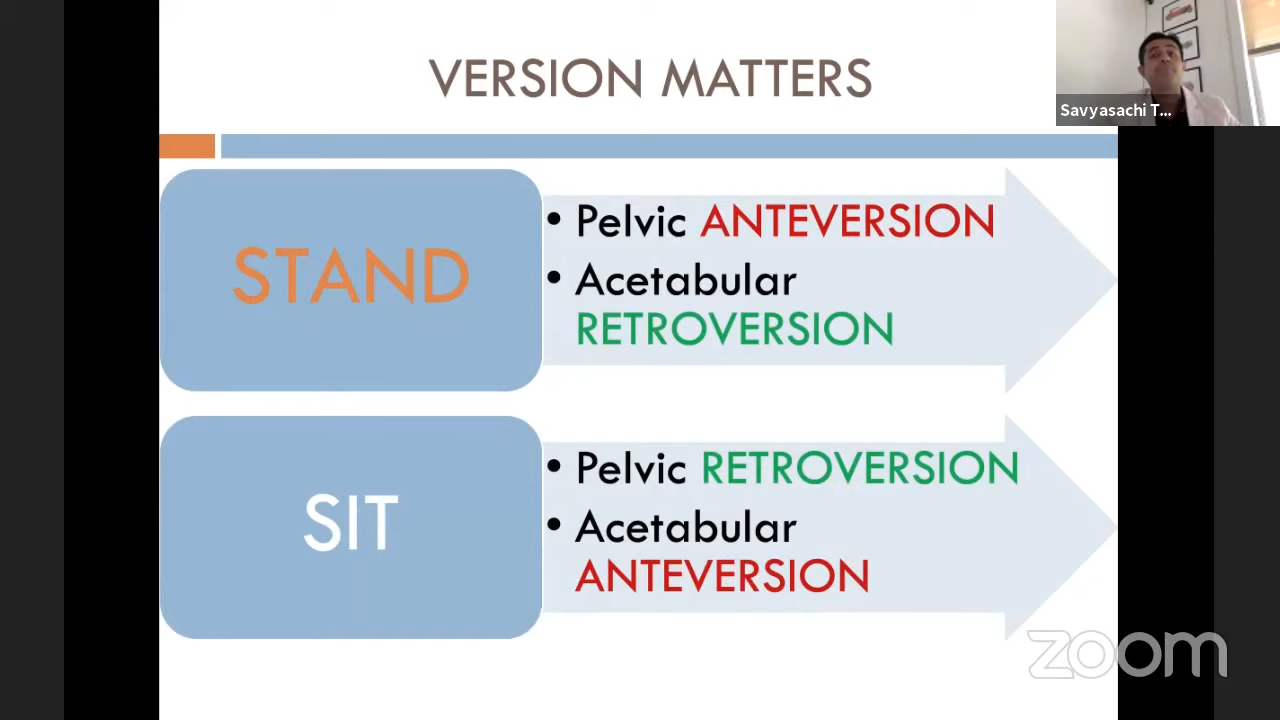 VERSION MATTERS
Savyasachi T...
STAND
• Pelvic ANTEVERSION
• Acetabular
RETROVERSION
SIT
• Pelvic RETROVERSION
• Acetabular
ANTEVERSION
zoom